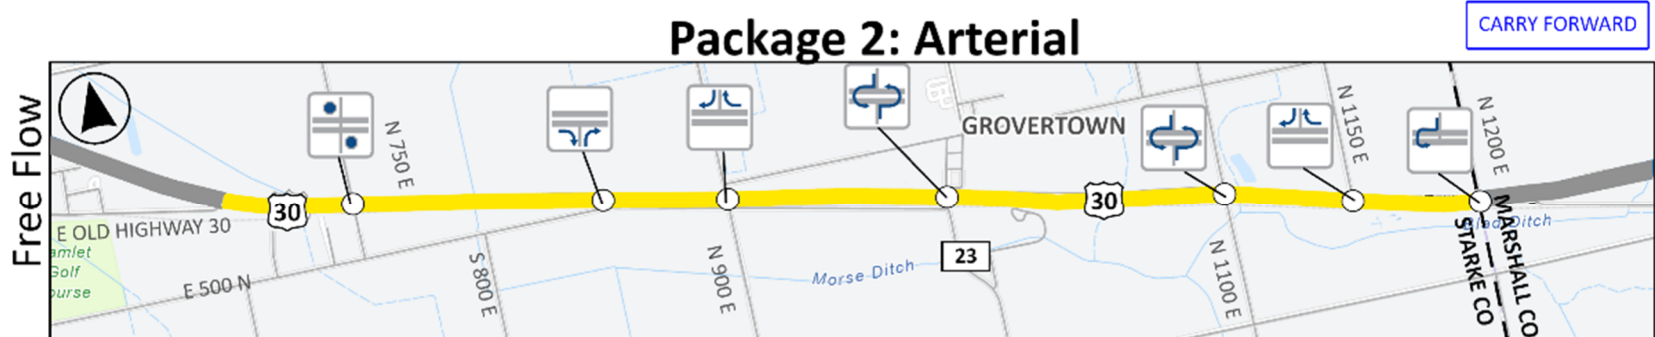 CARRY FORWARD
Package 2: Arterial
Free Flow
N 750 E
GROVERTOWN
N 1150 E
N 1200 E
30
30
E OLD HIGHWAY 30
amlet
Golf
ourse
E 500 N
S 800 E
N 900 E
Morse Ditch
23
N 1100 E
Ditch
STARKE CO
MARSHALL CO